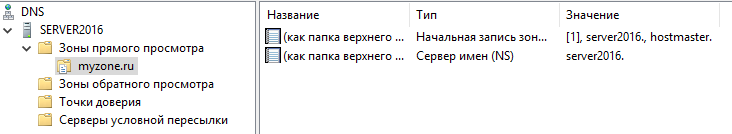 DNS
SERVER2016
Зоны прямого просмотра
myzone.ru
Зоны обратного просмотра
Точки доверия
Серверы условной пересылки
Название Тип Значение
(как папка верхнего ... Начальная запись зон... [1], server2016., hostmaster.
(как папка верхнего ... Сервер имен (NS) server2016.